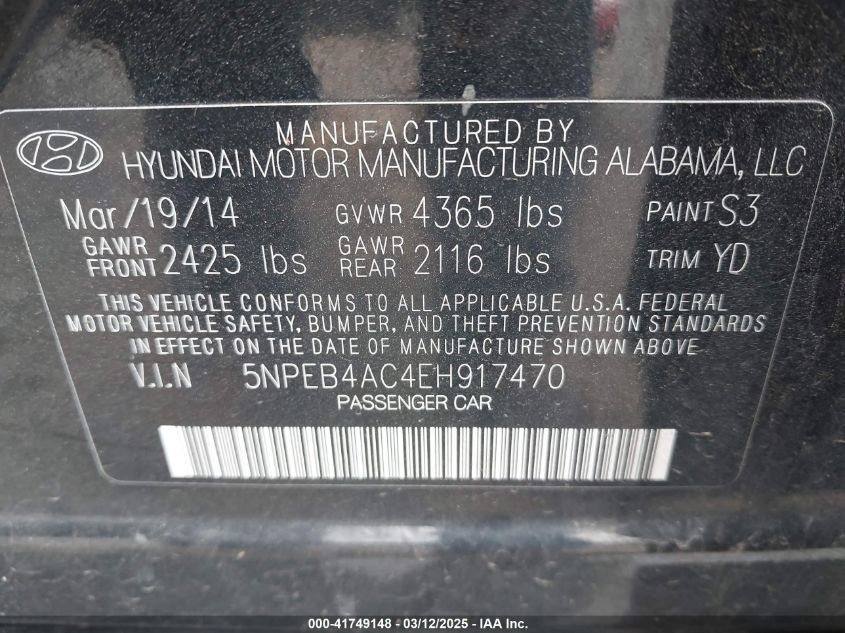 MANUFACTURED BY
HYUNDAI MOTOR MANUFACTURING ALABAMA, LLC
Mar/19/14 GVWR 4365 lbs PAINT S3
GAWR FRONT 2425 lbs GAWR REAR 2116 lbs TRIM YD
THIS VEHICLE CONFORMS TO ALL APPLICABLE U.S.A. FEDERAL
MOTOR VEHICLE SAFETY, BUMPER, AND THEFT PREVENTION STANDARDS
IN EFFECT ON THE DATE OF MANUFACTURE SHOWN ABOVE
V.I.N 5NPEB4AC4EH917470
PASSENGER CAR
000-41749148 - 03/12/2025 - IAA Inc.